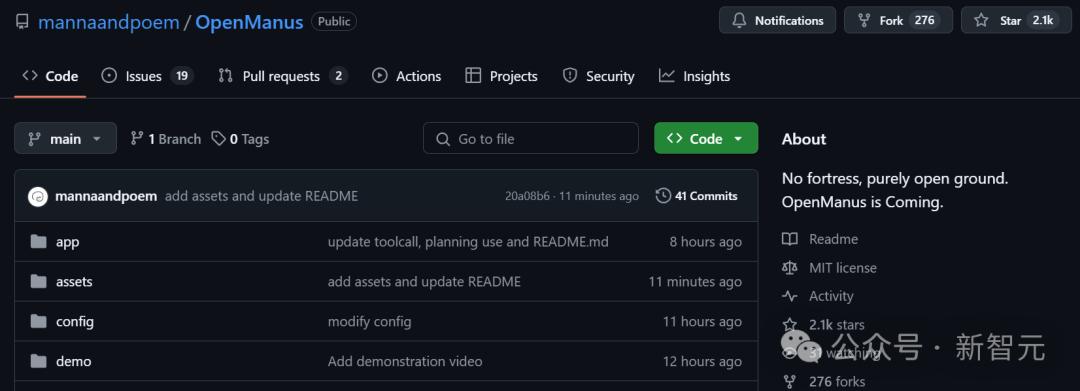 mannaandpoem / OpenManus Public
Notifications Fork 276 Star 2.1k
Code Issues 19 Pull requests 2 Actions Projects Security Insights
main 1 Branch 0 Tags Go to file Code
mannaandpoem add assets and update README 20a08b6 · 11 minutes ago 41 Commits
app update toolcall, planning use and README.md 8 hours ago
assets add assets and update README 11 minutes ago
config modify config 11 hours ago
demo Add demonstration video 12 hours ago
About
No fortress, purely open ground.
OpenManus is Coming.
Readme
MIT license
Activity
2.1k stars
31 watching
276 forks
公众号 · 新智元